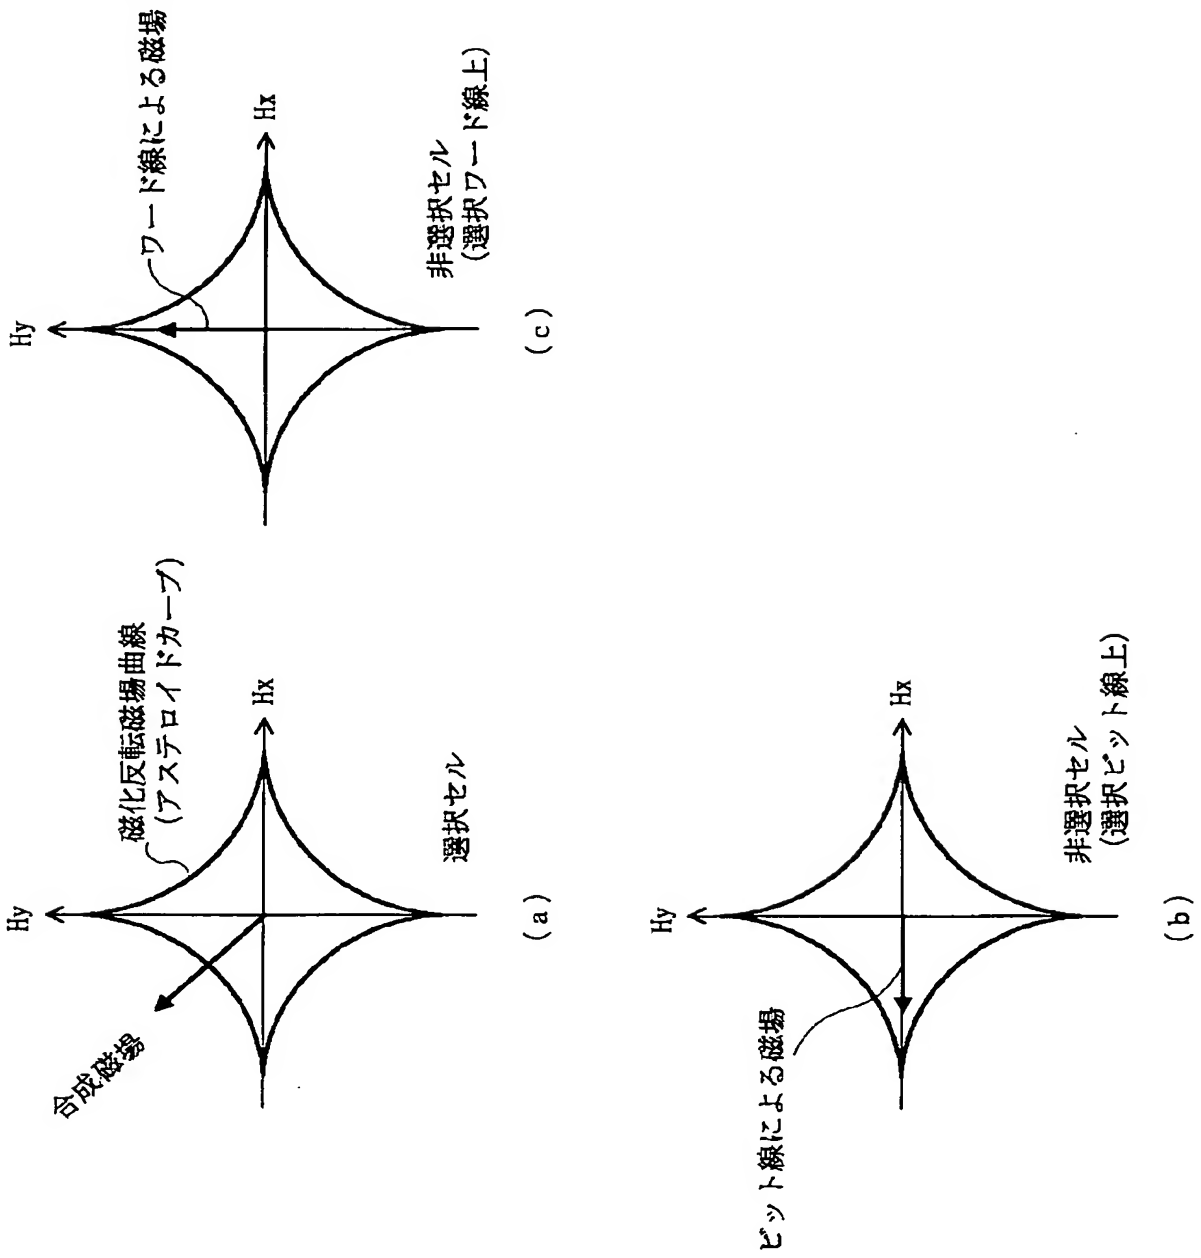 Hy
磁化反転磁場曲線
(アステロイドカーブ)
合成磁場
Hx
選択セル
(a)
Hy
ビット線による磁場
Hx
非選択セル
(選択ビット線上)
(b)
Hy
ワード線による磁場
Hx
非選択セル
(選択ワード線上)
(c)